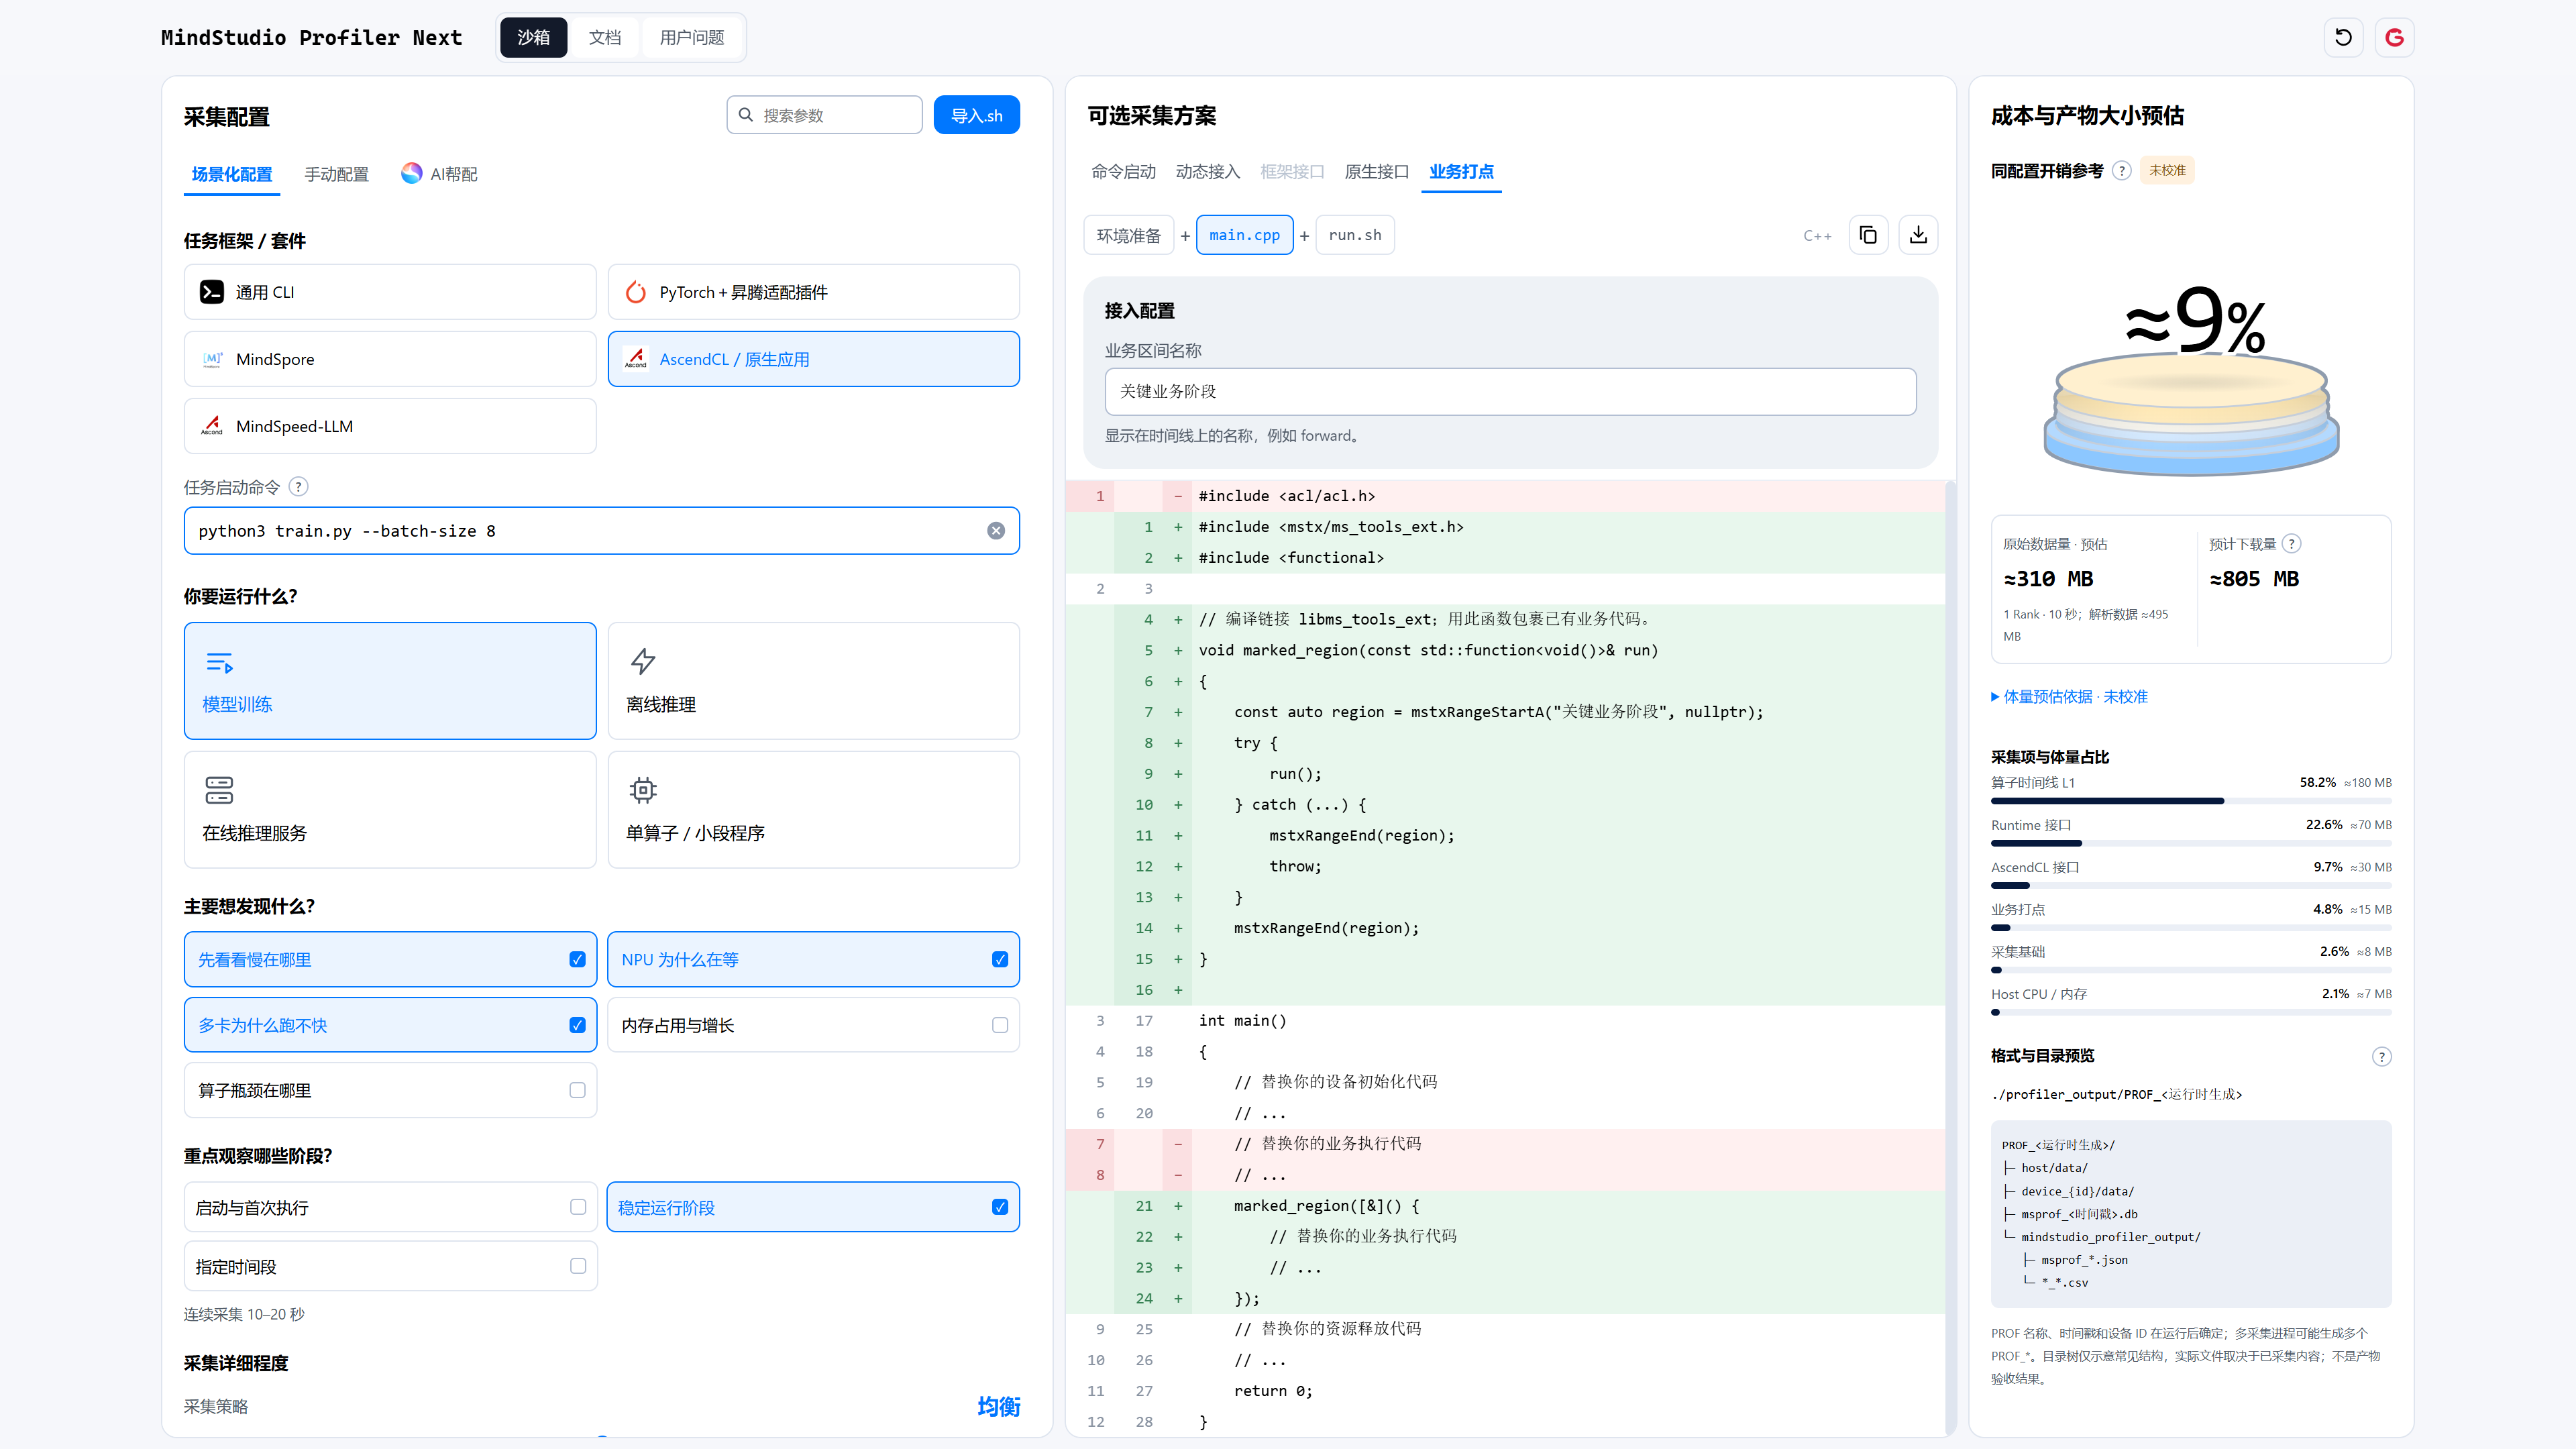 MindStudio Profiler Next
沙箱
文档
用户问题
采集配置
搜索参数
导入.sh
场景化配置
手动配置
AI帮配
任务框架 / 套件
通用 CLI
PyTorch + 昇腾适配插件
MindSpore
AscendCL / 原生应用
MindSpeed-LLM
任务启动命令 ?
python3 train.py --batch-size 8
你要运行什么？
模型训练
离线推理
在线推理服务
单算子 / 小段程序
主要想发现什么？
先看看慢在哪里
NPU 为什么在等
多卡为什么跑不快
内存占用与增长
算子瓶颈在哪里
重点观察哪些阶段？
启动与首次执行
稳定运行阶段
指定时间段
连续采集 10–20 秒
采集详细程度
采集策略
均衡
可选采集方案
命令启动
动态接入
框架接口
原生接口
业务打点
环境准备 + main.cpp + run.sh
C++
接入配置
业务区间名称
关键业务阶段
显示在时间线上的名称，例如 forward。
1 - #include <acl/acl.h>
1 + #include <mstx/ms_tools_ext.h>
2 + #include <functional>
2 3
4 + // 编译链接 libms_tools_ext；用此函数包裹已有业务代码。
5 + void marked_region(const std::function<void()>& run)
6 + {
7 + const auto region = mstxRangeStartA("关键业务阶段", nullptr);
8 + try {
9 + run();
10 + } catch (...) {
11 + mstxRangeEnd(region);
12 + throw;
13 + }
14 + mstxRangeEnd(region);
15 + }
16 +
3 17 int main()
4 18 {
5 19 // 替换你的设备初始化代码
6 20 // ...
7 - // 替换你的业务执行代码
8 - // ...
21 + marked_region([&]() {
22 + // 替换你的业务执行代码
23 + // ...
24 + });
9 25 // 替换你的资源释放代码
10 26 // ...
11 27 return 0;
12 28 }
成本与产物大小预估
同配置开销参考 ? 未校准
≈9%
原始数据量 · 预估
≈310 MB
1 Rank · 10 秒；解析数据 ≈495
MB
预计下载量 ?
≈805 MB
体量预估依据 · 未校准
采集项与体量占比
算子时间线 L1 58.2% ≈180 MB
Runtime 接口 22.6% ≈70 MB
AscendCL 接口 9.7% ≈30 MB
业务打点 4.8% ≈15 MB
采集基础 2.6% ≈8 MB
Host CPU / 内存 2.1% ≈7 MB
格式与目录预览 ?
./profiler_output/PROF_<运行时生成>
PROF_<运行时生成>/
├─ host/data/
├─ device_{id}/data/
├─ msprof_<时间戳>.db
└─ mindstudio_profiler_output/
├─ msprof_*.json
└─ *_*.csv
PROF 名称、时间戳和设备 ID 在运行后确定；多采集进程可能生成多个
PROF_*。目录树仅示意常见结构，实际文件取决于已采集内容；不是产物
验收结果。